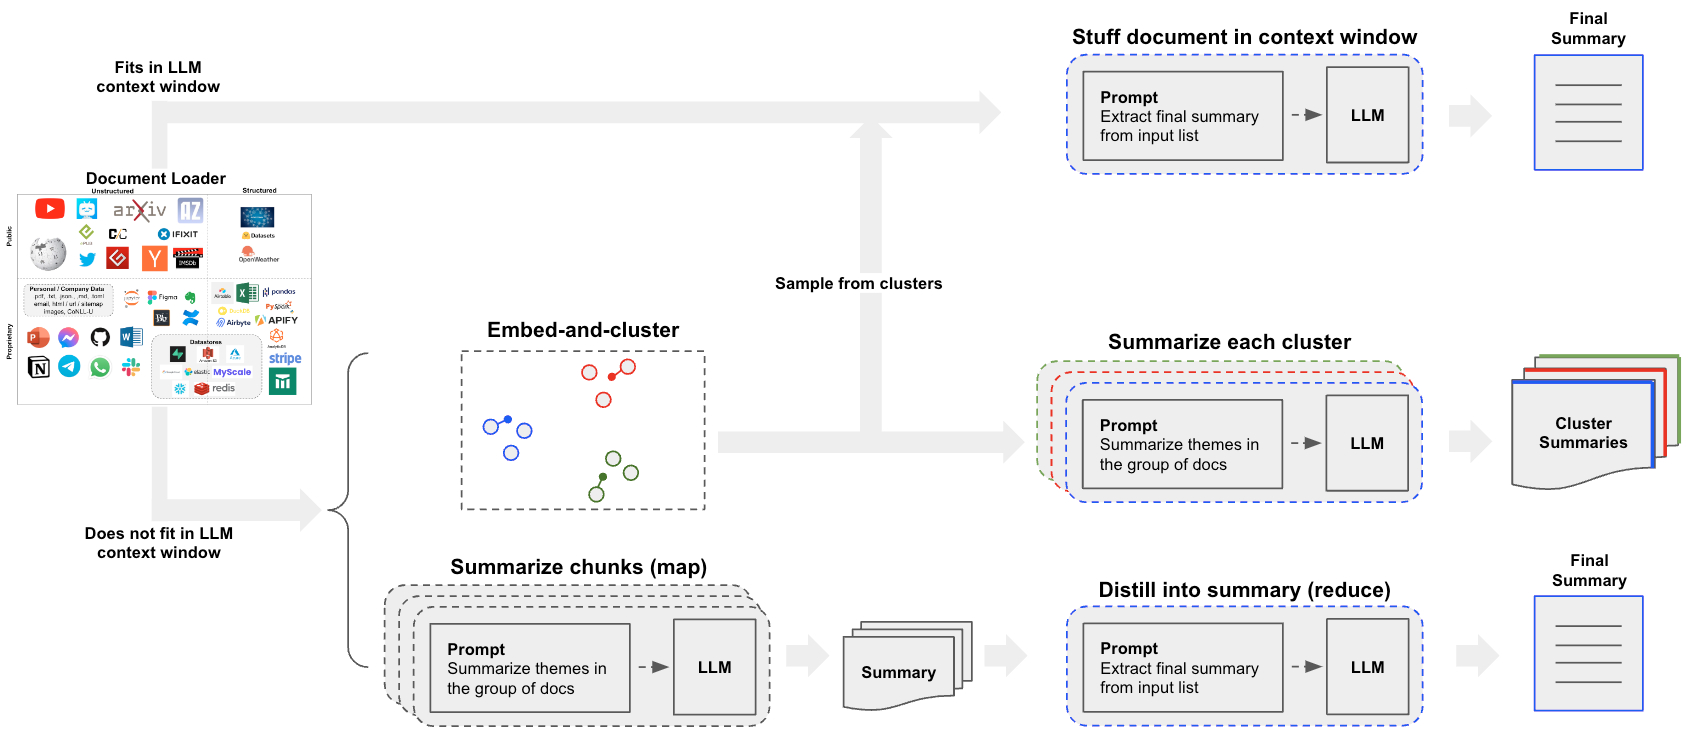 Final
Summary
Stuff document in context window
Fits in LLM
context window
Prompt
Extract final summary
from input list
LLM
Document Loader
Unstructured
Structured
Public
arXiv
AZ
IFIXIT
Datasets
IMSDb
OpenWeather
Personal / Company Data
pdf, .txt, .json, .md, .toml
email, html / url / sitemap
images, CoNLL-U
Figma
Airtable
pandas
PySpark
DuckDB
Airbyte
APIFY
Proprietary
Datastores
elastic
MyScale
redis
stripe
Sample from clusters
Embed-and-cluster
Summarize each cluster
Prompt
Summarize themes in
the group of docs
LLM
Cluster
Summaries
Does not fit in LLM
context window
Summarize chunks (map)
Prompt
Summarize themes in
the group of docs
LLM
Summary
Distill into summary (reduce)
Prompt
Extract final summary
from input list
LLM
Final
Summary